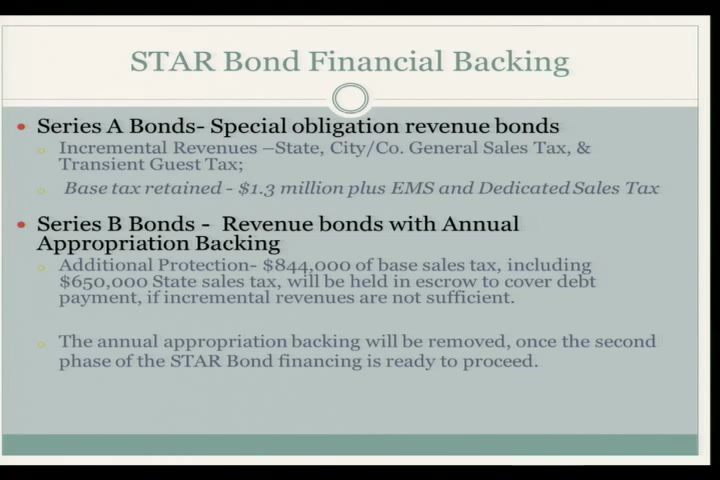 STAR Bond Financial Backing
Series A Bonds- Special obligation revenue bonds
Incremental Revenues –State, City/Co. General Sales Tax, &
Transient Guest Tax;
Base tax retained - $1.3 million plus EMS and Dedicated Sales Tax
Series B Bonds - Revenue bonds with Annual
Appropriation Backing
Additional Protection- $844,000 of base sales tax, including
$650,000 State sales tax, will be held in escrow to cover debt
payment, if incremental revenues are not sufficient.
The annual appropriation backing will be removed, once the second
phase of the STAR Bond financing is ready to proceed.